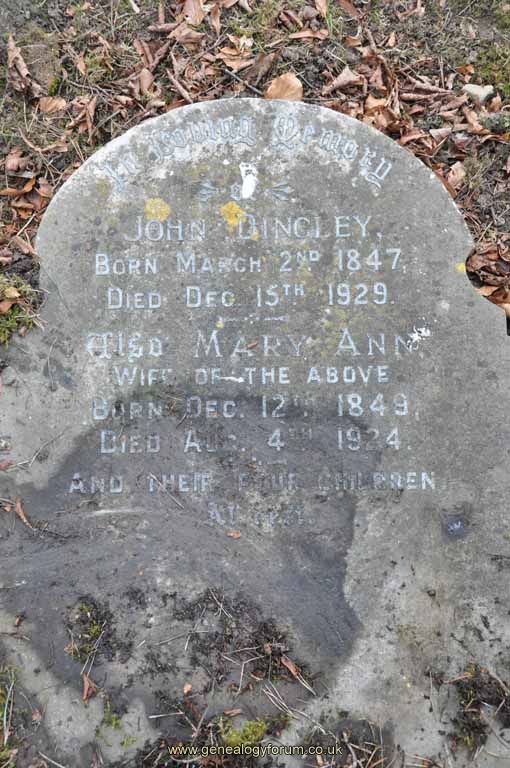 In Loving Memory
JOHN DINGLEY,
BORN MARCH 2ND 1847,
DIED DEC. 15TH 1929.
Also MARY ANN
WIFE OF THE ABOVE
BORN DEC. 12TH 1849,
DIED AUG. 4TH 1924.
AND THEIR FOUR CHILDREN
www.genealogyforum.co.uk